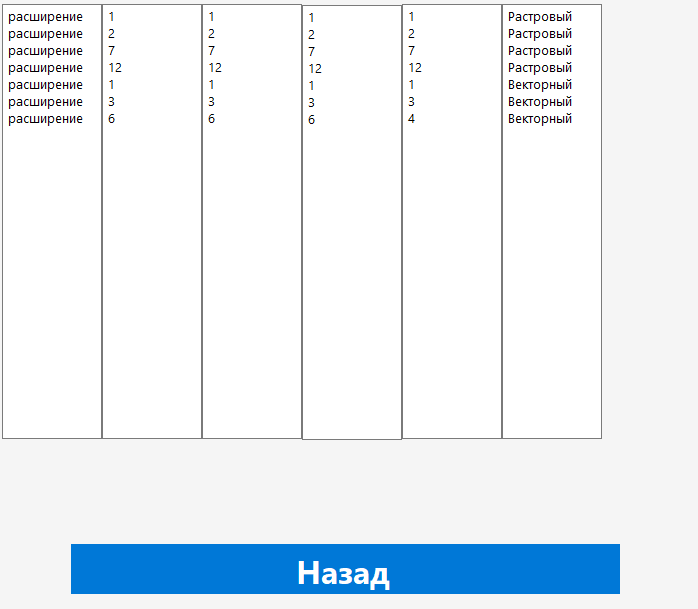 расширение 1 1 1 1 Растровый
расширение 2 2 2 2 Растровый
расширение 7 7 7 7 Растровый
расширение 12 12 12 12 Растровый
расширение 1 1 1 1 Векторный
расширение 3 3 3 3 Векторный
расширение 6 6 6 4 Векторный
Назад